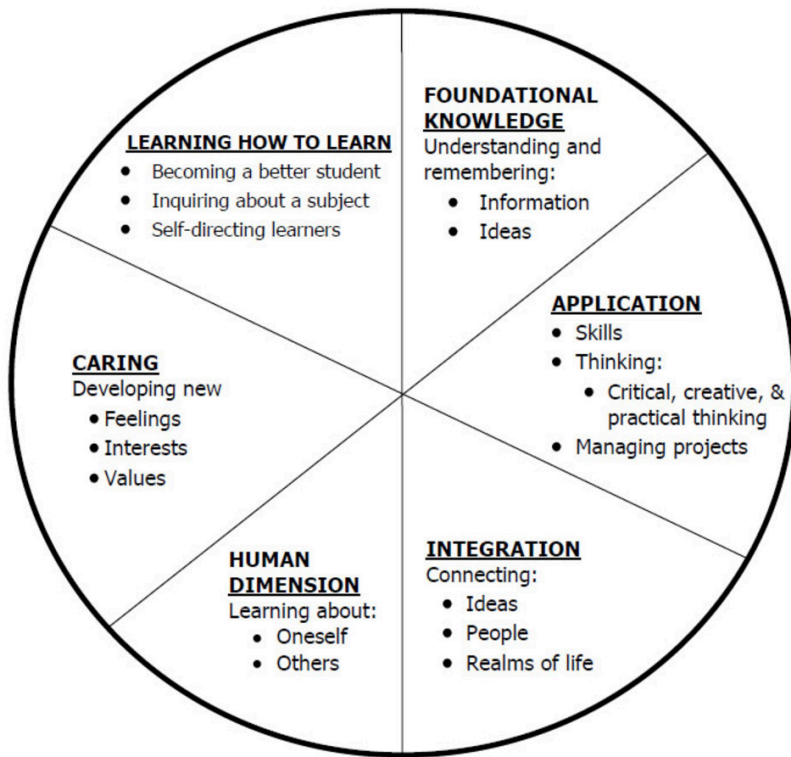 FOUNDATIONAL
KNOWLEDGE
Understanding and
remembering:
• Information
• Ideas
APPLICATION
• Skills
• Thinking:
• Critical, creative, &
practical thinking
• Managing projects
INTEGRATION
Connecting:
• Ideas
• People
• Realms of life
HUMAN
DIMENSION
Learning about:
• Oneself
• Others
CARING
Developing new
• Feelings
• Interests
• Values
LEARNING HOW TO LEARN
• Becoming a better student
• Inquiring about a subject
• Self-directing learners